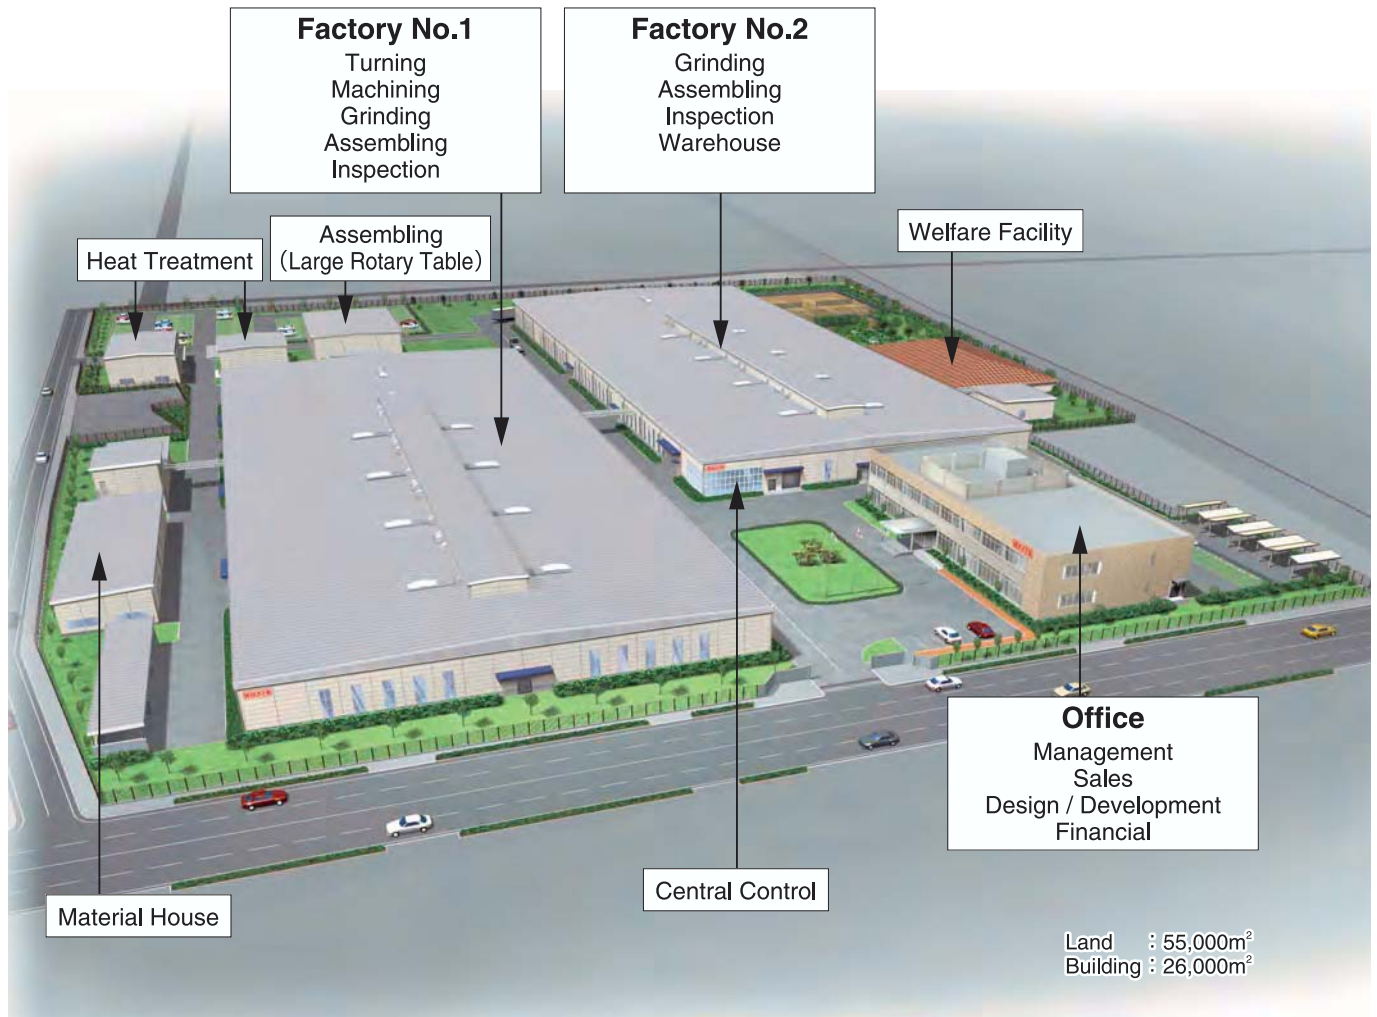 Factory No.1
Turning
Machining
Grinding
Assembling
Inspection
Factory No.2
Grinding
Assembling
Inspection
Warehouse
Heat Treatment
Assembling
(Large Rotary Table)
Welfare Facility
Office
Management
Sales
Design / Development
Financial
Central Control
Material House
Land : 55,000m²
Building : 26,000m²